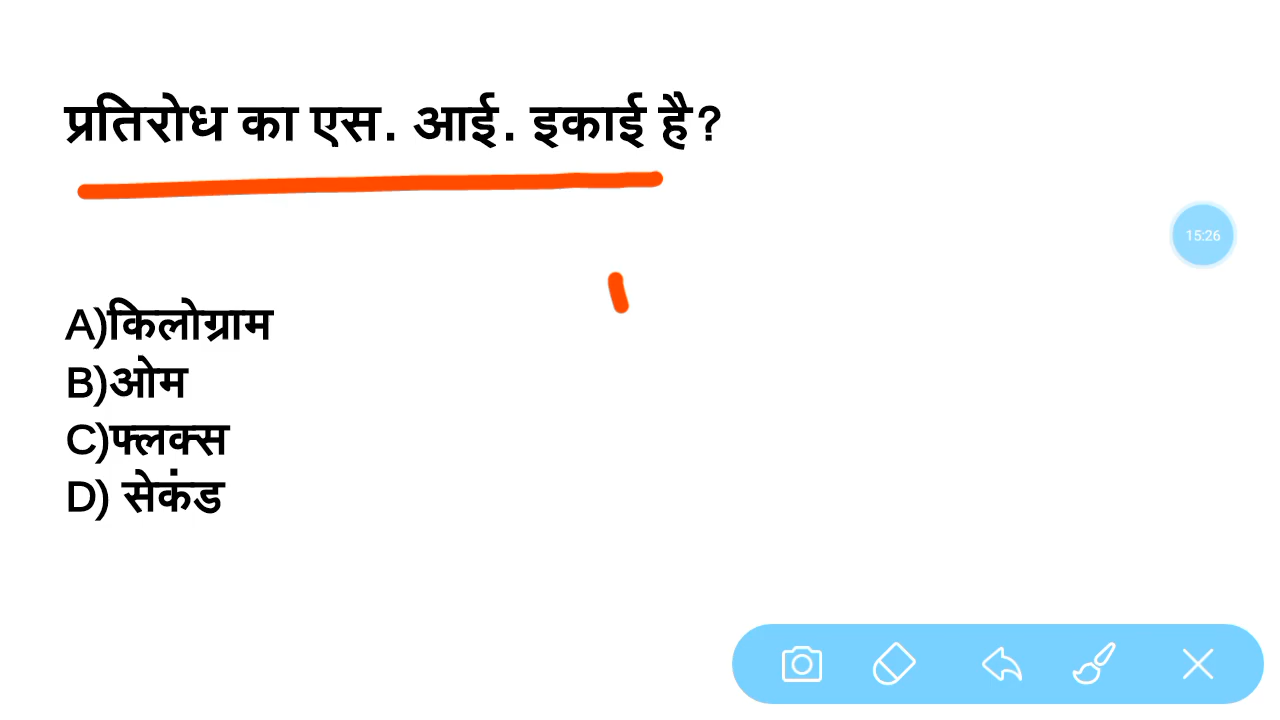 प्रतिरोध का एस. आई. इकाई है?
15:26
A)किलोग्राम
B)ओम
C)फ्लक्स
D) सेकंड